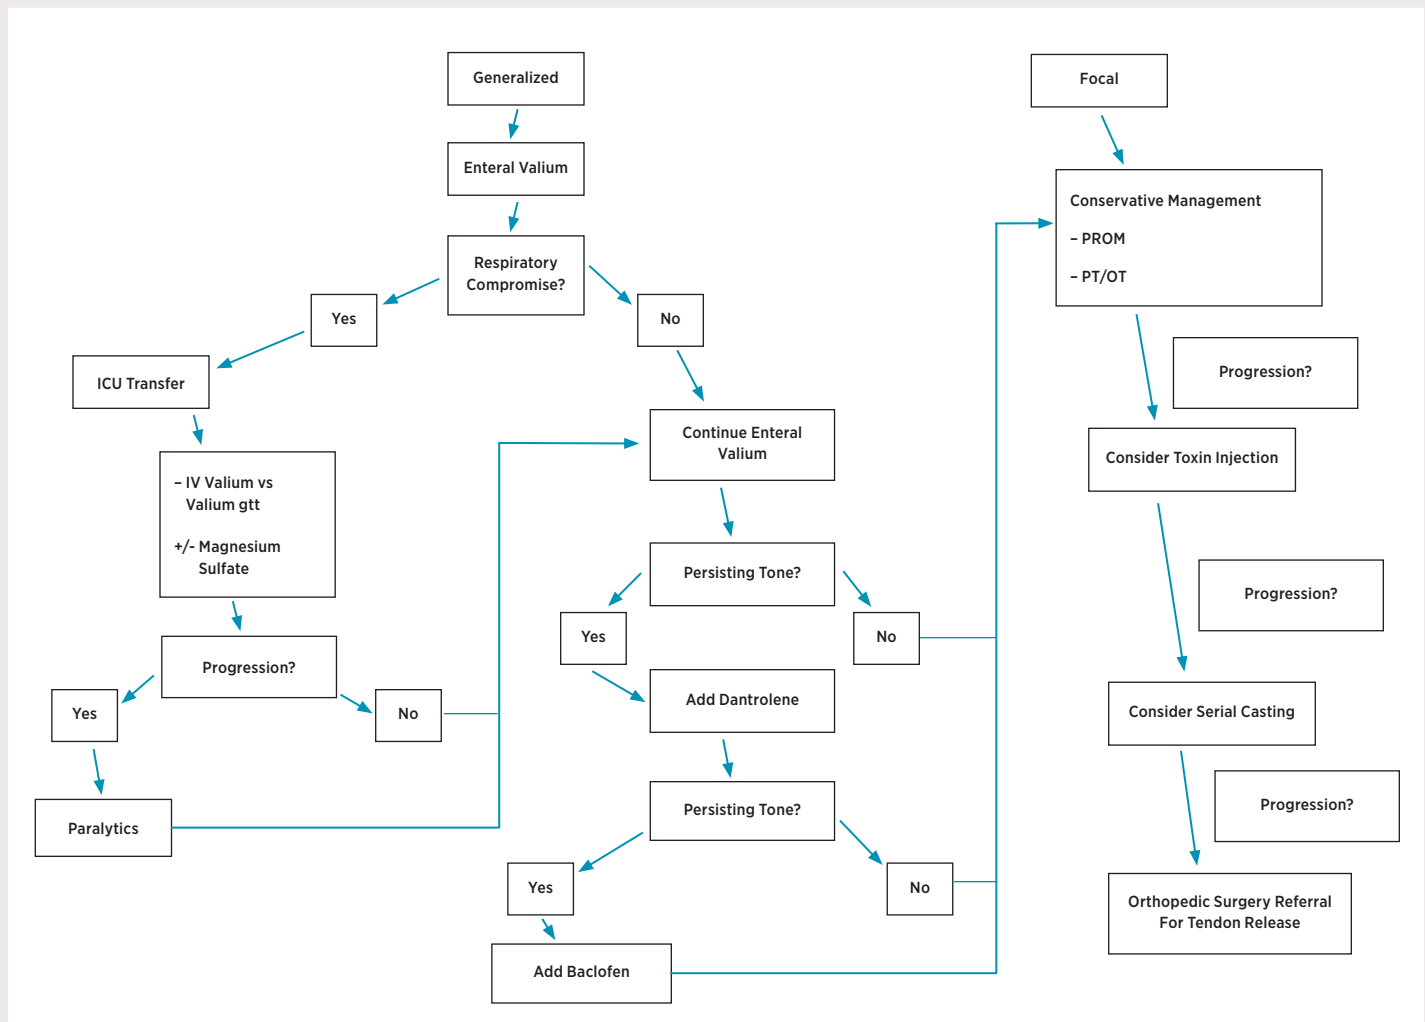 Generalized
Enteral Valium
Respiratory
Compromise?
Yes
No
ICU Transfer
– IV Valium vs
Valium gtt
+/- Magnesium
Sulfate
Progression?
Yes
No
Paralytics
Continue Enteral
Valium
Persisting Tone?
Yes
No
Add Dantrolene
Persisting Tone?
Yes
No
Add Baclofen
Focal
Conservative Management
– PROM
– PT/OT
Progression?
Consider Toxin Injection
Progression?
Consider Serial Casting
Progression?
Orthopedic Surgery Referral
For Tendon Release